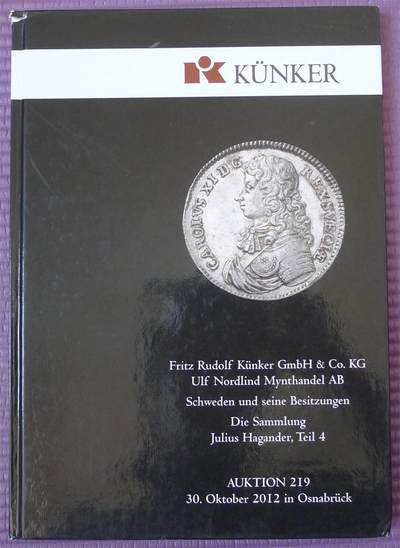 KÜNKER
CAROLVS XI D G REX SVECIÆ
Fritz Rudolf Künker GmbH & Co. KG
Ulf Nordlind Mynthandel AB
Schweden und seine Besitzungen
Die Sammlung
Julius Hagander, Teil 4
AUKTION 219
30. Oktober 2012 in Osnabrück